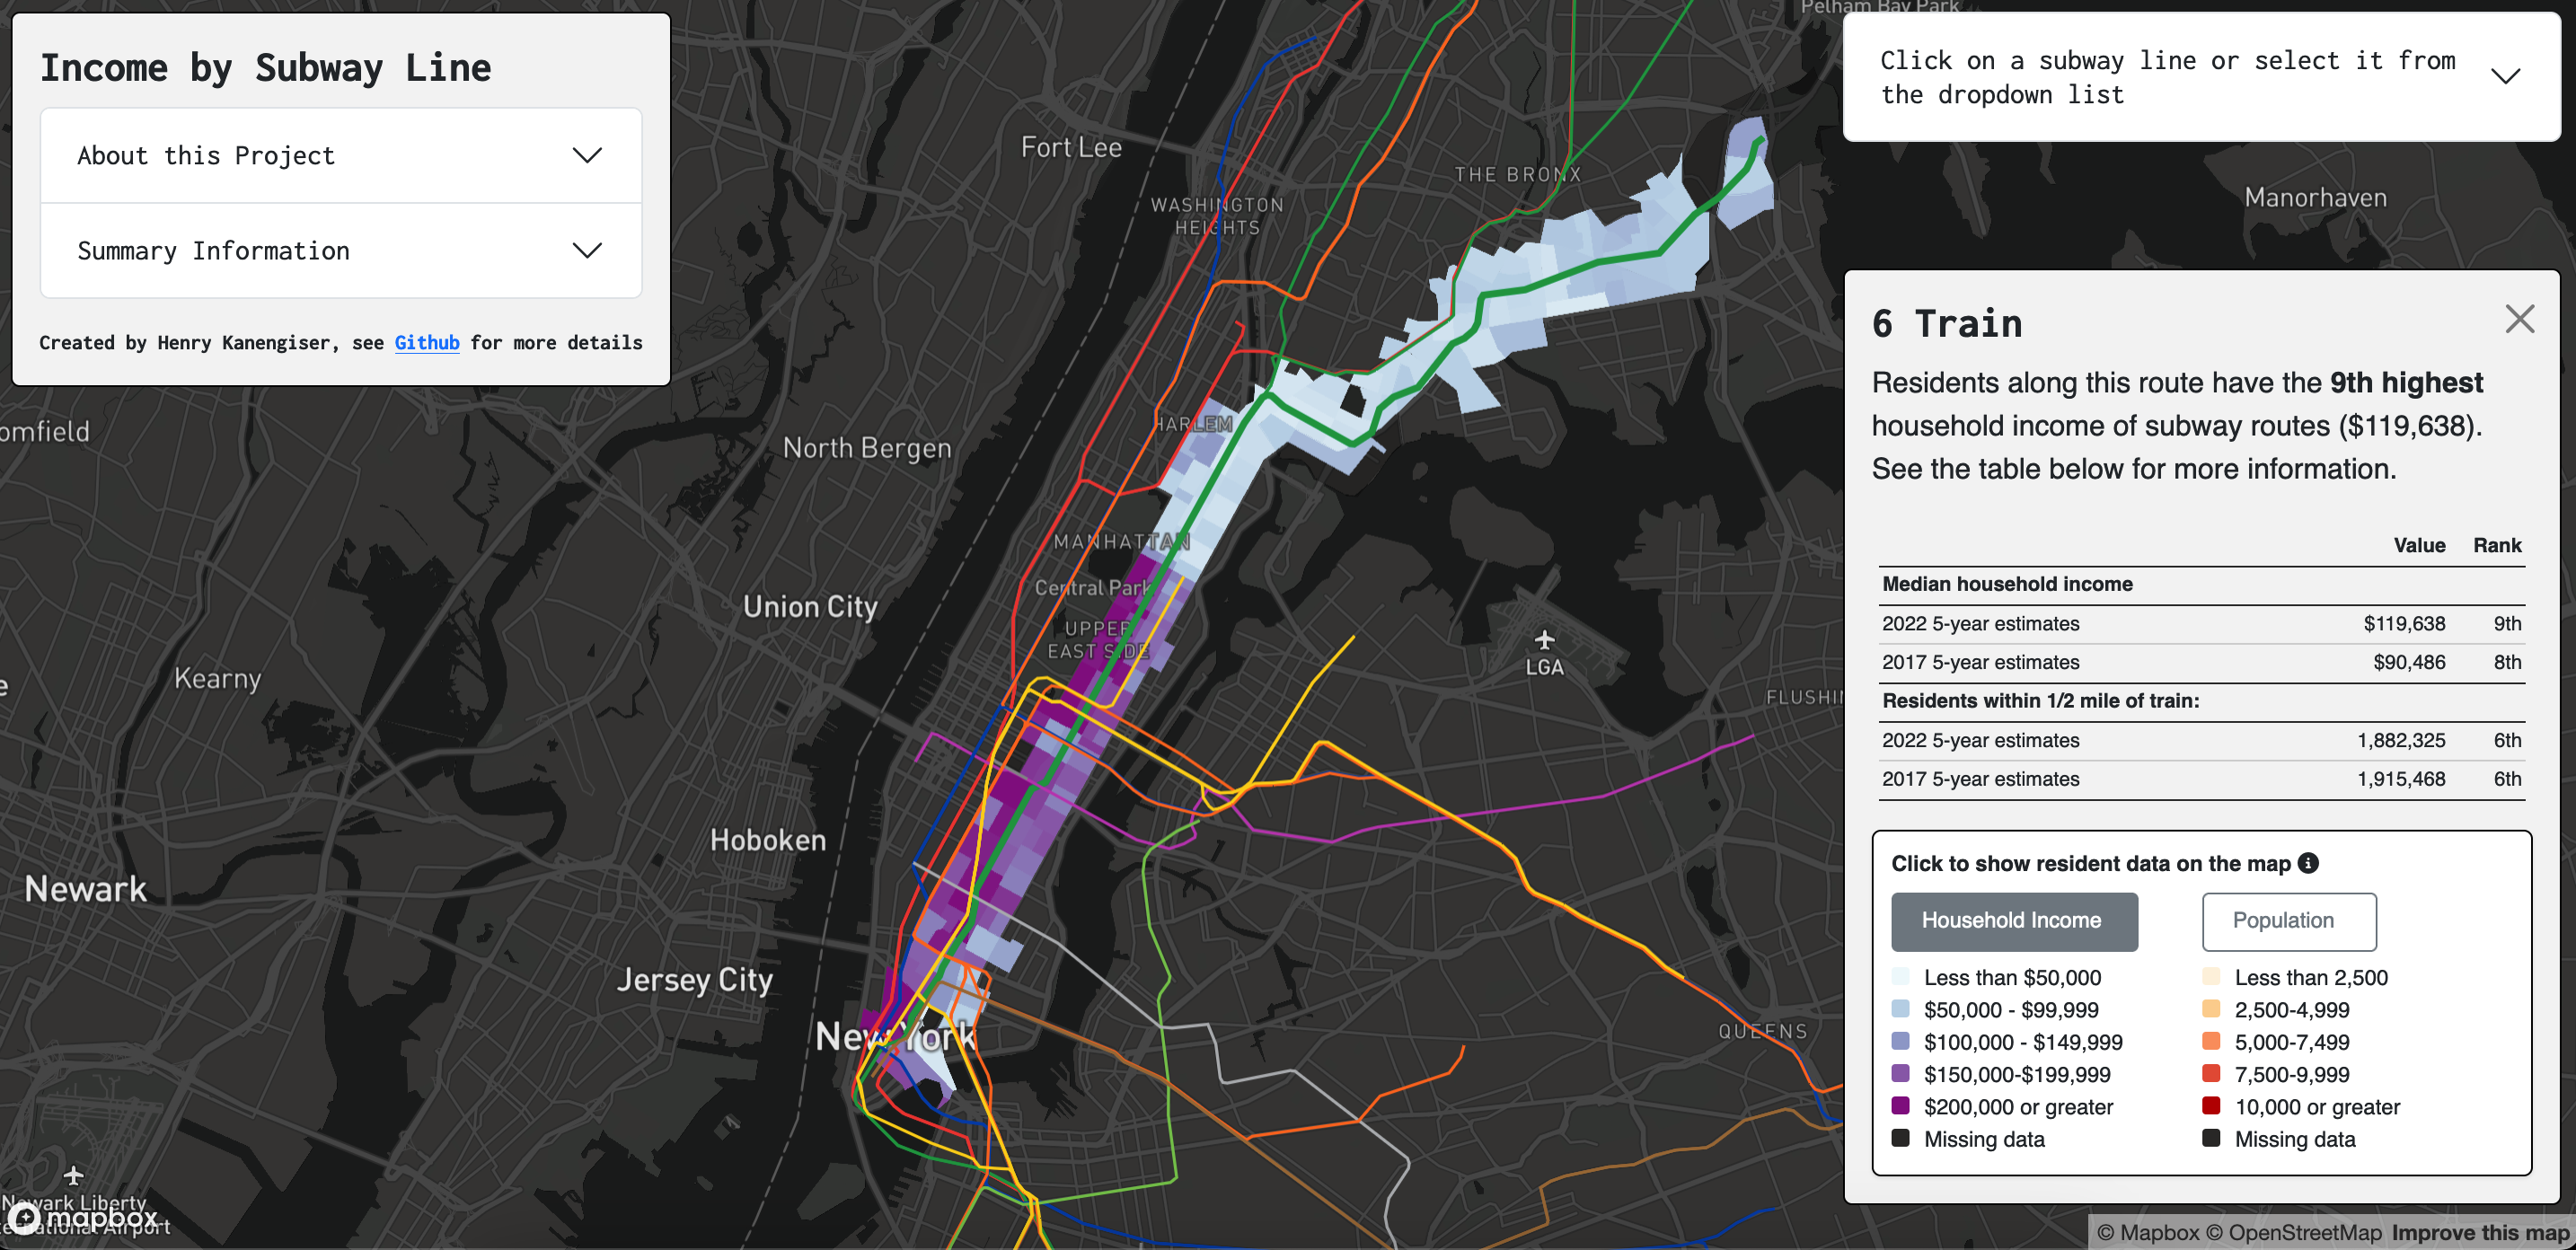 Income by Subway Line
About this Project
Summary Information
Created by Henry Kanengiser, see Github for more details
Click on a subway line or select it from
the dropdown list
6 Train
Residents along this route have the 9th highest
household income of subway routes ($119,638).
See the table below for more information.
Value Rank
Median household income
2022 5-year estimates $119,638 9th
2017 5-year estimates $90,486 8th
Residents within 1/2 mile of train:
2022 5-year estimates 1,882,325 6th
2017 5-year estimates 1,915,468 6th
Click to show resident data on the map
Household Income Population
Less than $50,000 Less than 2,500
$50,000 - $99,999 2,500-4,999
$100,000 - $149,999 5,000-7,499
$150,000-$199,999 7,500-9,999
$200,000 or greater 10,000 or greater
Missing data Missing data
Pelham Bay Park
Fort Lee
THE BRONX
WASHINGTON
HEIGHTS
Manorhaven
omfield
HARLEM
North Bergen
MANHATTAN
Central Park
Union City
UPPER
EAST SIDE
LGA
Kearny
FLUSHIN
Hoboken
Newark
Jersey City
New York
QUEENS
Newark Liberty
ernational Airport
mapbox
© Mapbox © OpenStreetMap Improve this map